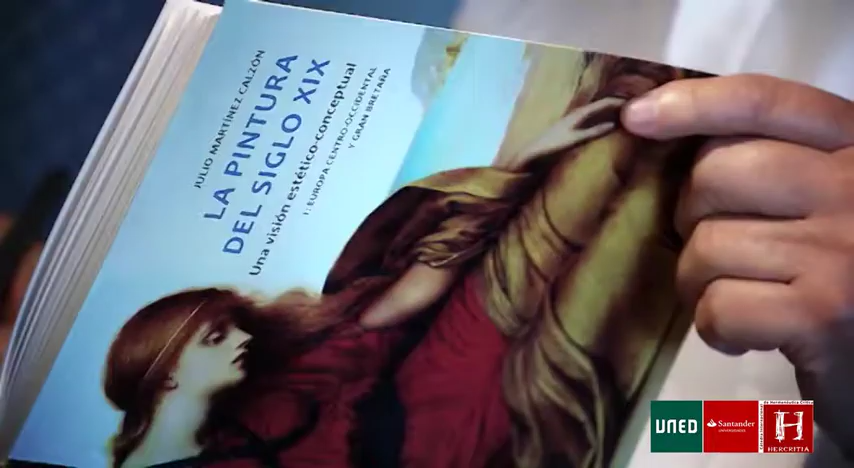 JULIO MARTÍNEZ CALZÓN
LA PINTURA
DEL SIGLO XIX
Una visión estético-conceptual
I: EUROPA CENTRO-OCCIDENTAL
Y GRAN BRETAÑA
UNED
Santander
UNIVERSIDADES
H
HERCRITIA